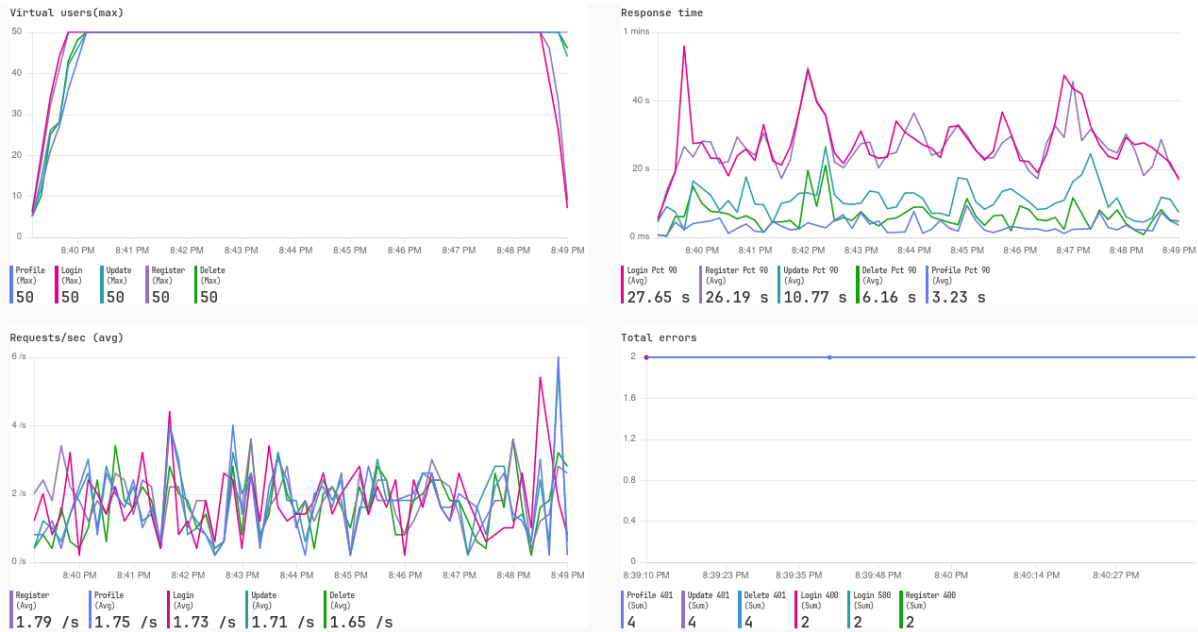 Virtual users(max)
50
40
30
20
10
0
8:40 PM 8:41 PM 8:42 PM 8:43 PM 8:44 PM 8:45 PM 8:46 PM 8:47 PM 8:48 PM 8:49 PM
Profile Login Update Register Delete
(Max) (Max) (Max) (Max) (Max)
50 50 50 50 50
Response time
1 mins
40 s
20 s
0 ms
8:40 PM 8:41 PM 8:42 PM 8:43 PM 8:44 PM 8:45 PM 8:46 PM 8:47 PM 8:48 PM 8:49 PM
Login Pct 90 Register Pct 90 Update Pct 90 Delete Pct 90 Profile Pct 90
(Avg) (Avg) (Avg) (Avg) (Avg)
27.65 s 26.19 s 10.77 s 6.16 s 3.23 s
Requests/sec (avg)
6 /s
4 /s
2 /s
0 /s
8:40 PM 8:41 PM 8:42 PM 8:43 PM 8:44 PM 8:45 PM 8:46 PM 8:47 PM 8:48 PM 8:49 PM
Register Profile Login Update Delete
(Avg) (Avg) (Avg) (Avg) (Avg)
1.79 /s 1.75 /s 1.73 /s 1.71 /s 1.65 /s
Total errors
2
1.6
1.2
0.8
0.4
0
8:39:10 PM 8:39:23 PM 8:39:35 PM 8:39:48 PM 8:40 PM 8:40:14 PM 8:40:27 PM
Profile 401 Update 401 Delete 401 Login 400 Login 500 Register 400
(Sum) (Sum) (Sum) (Sum) (Sum) (Sum)
4 4 4 2 2 2